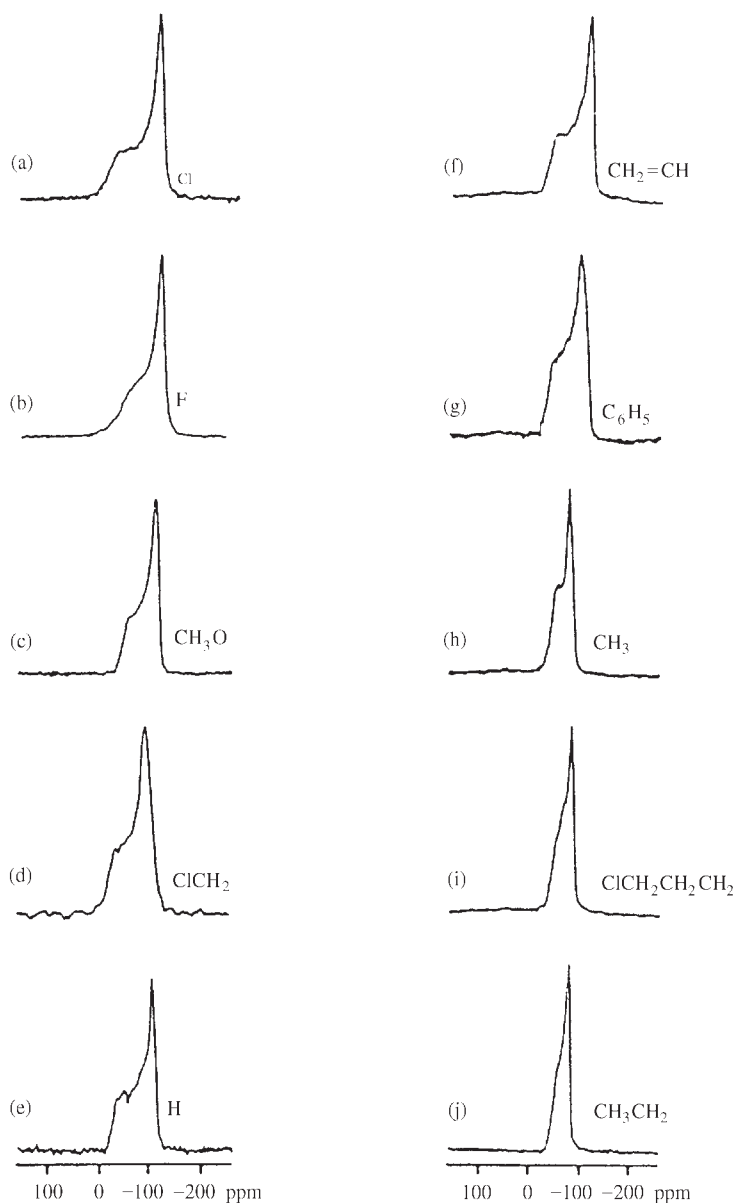 (a)
Cl
(b)
F
(c)
CH₃O
(d)
ClCH₂
(e)
H
100 0 −100 −200 ppm
(f)
CH₂=CH
(g)
C₆H₅
(h)
CH₃
(i)
ClCH₂CH₂CH₂
(j)
CH₃CH₂
100 0 −100 −200 ppm